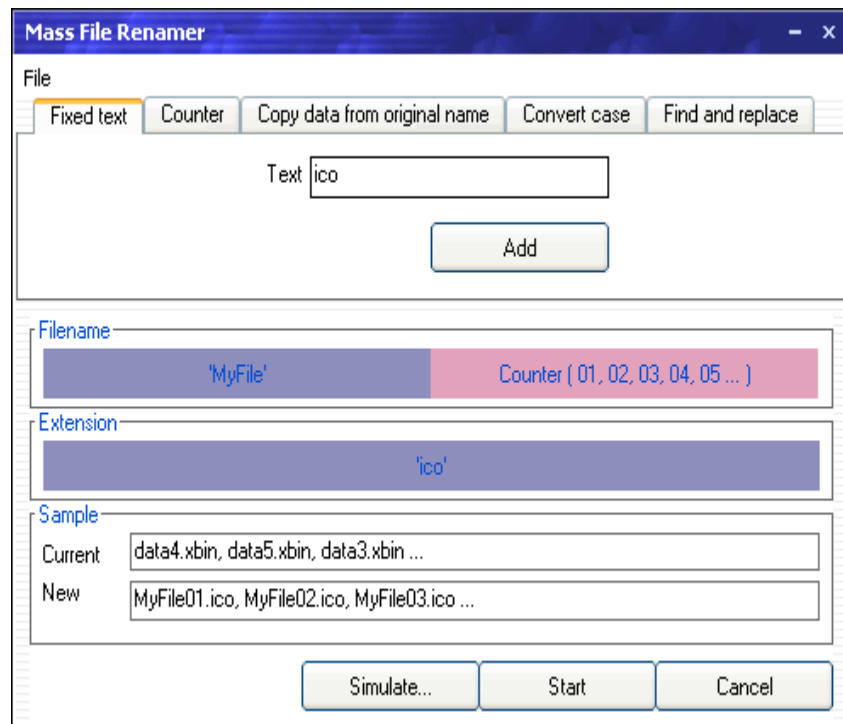 Mass File Renamer
File
Fixed text Counter Copy data from original name Convert case Find and replace
Text ico
Add
Filename
'MyFile' Counter ( 01, 02, 03, 04, 05 ... )
Extension
'ico'
Sample
Current data4.xbin, data5.xbin, data3.xbin ...
New MyFile01.ico, MyFile02.ico, MyFile03.ico ...
Simulate... Start Cancel